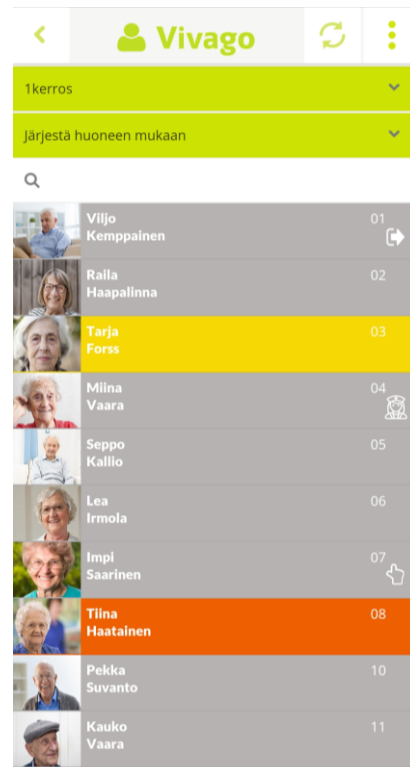 Vivago
1kerros
Järjestä huoneen mukaan
Viljo 01
Kemppainen
Raila 02
Haapalinna
Tarja 03
Forss
Miina 04
Vaara
Seppo 05
Kallio
Lea 06
Irmola
Impi 07
Saarinen
Tiina 08
Haatainen
Pekka 10
Suvanto
Kauko 11
Vaara